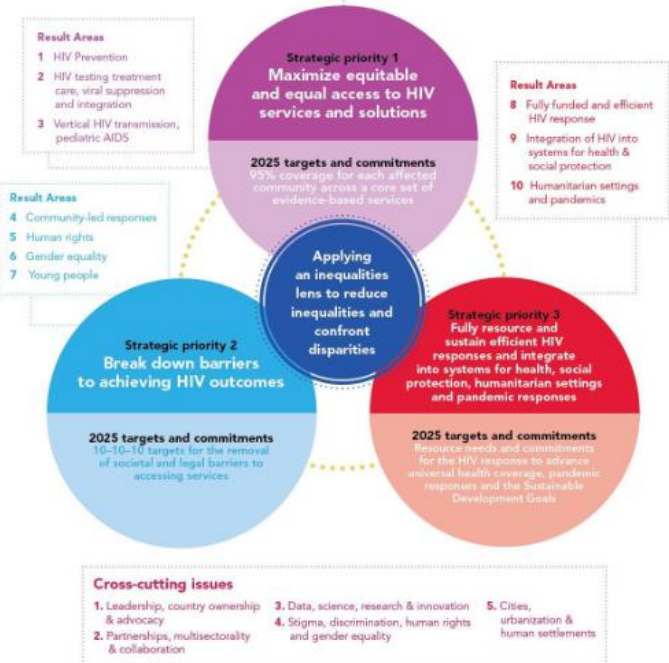 Result Areas
1 HIV Prevention
2 HIV testing treatment
care, viral suppression
and integration
3 Vertical HIV transmission,
pediatric AIDS
Strategic priority 1
Maximize equitable
and equal access to HIV
services and solutions
2025 targets and commitments
95% coverage for each affected
community across a core set of
evidence-based services
Result Areas
8 Fully funded and efficient
HIV response
9 Integration of HIV into
systems for health &
social protection
10 Humanitarian settings
and pandemics
Result Areas
4 Community-led responses
5 Human rights
6 Gender equality
7 Young people
Applying
an inequalities
lens to reduce
inequalities and
confront
disparities
Strategic priority 2
Break down barriers
to achieving HIV outcomes
2025 targets and commitments
10–10–10 targets for the removal
of societal and legal barriers to
accessing services
Strategic priority 3
Fully resource and
sustain efficient HIV
responses and integrate
into systems for health, social
protection, humanitarian settings
and pandemic responses
2025 targets and commitments
Resource needs and commitments
for the HIV response to advance
universal health coverage, pandemic
responses and the Sustainable
Development Goals
Cross-cutting issues
1. Leadership, country ownership
& advocacy
2. Partnerships, multisectorality
& collaboration
3. Data, science, research & innovation
4. Stigma, discrimination, human rights
and gender equality
5. Cities,
urbanization &
human settlements